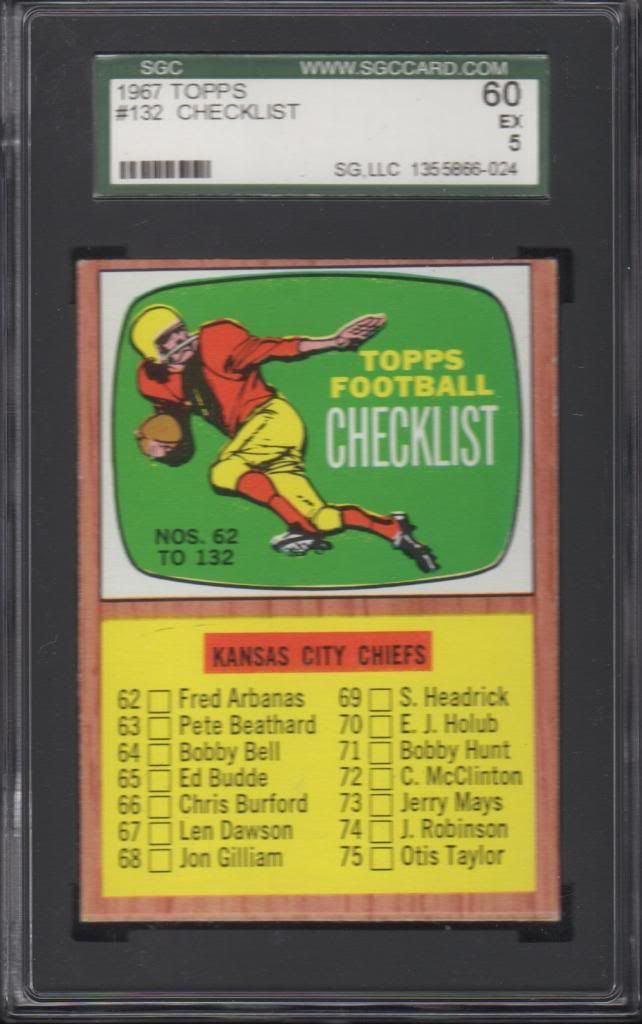 SGC WWW.SGCCARD.COM
1967 TOPPS 60
#132 CHECKLIST EX
5
SG,LLC 1355866-024
TOPPS
FOOTBALL
CHECKLIST
NOS. 62
TO 132
KANSAS CITY CHIEFS
62 Fred Arbanas
63 Pete Beathard
64 Bobby Bell
65 Ed Budde
66 Chris Burford
67 Len Dawson
68 Jon Gilliam
69 S. Headrick
70 E. J. Holub
71 Bobby Hunt
72 C. McClinton
73 Jerry Mays
74 J. Robinson
75 Otis Taylor